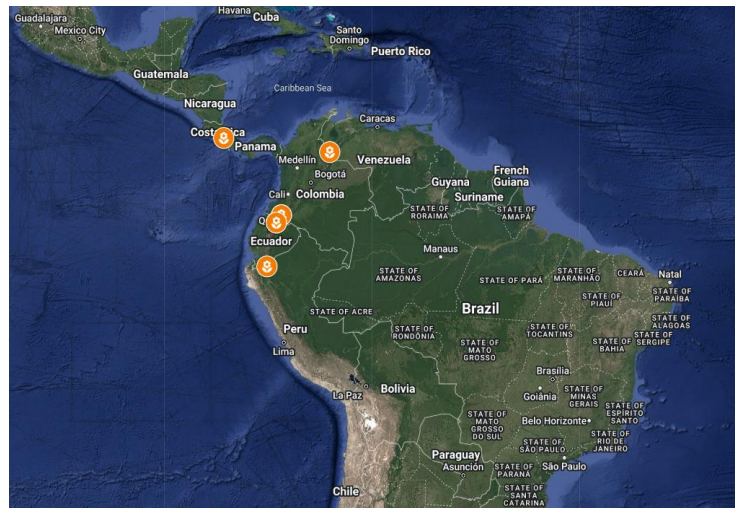 Havana
Cuba
Guadalajara
Mexico City
Santo
Domingo
Puerto Rico
Guatemala
Caribbean Sea
Nicaragua
Caracas
Panama
Medellín
Venezuela
Bogotá
French
Guiana
Guyana
Cali
Colombia
Suriname
STATE OF
RORAIMA
STATE OF
AMAPÁ
Ecuador
Manaus
STATE OF
AMAZONAS
STATE OF PARÁ
STATE OF
MARANHÃO
CEARÁ
Natal
STATE OF
PARAÍBA
STATE OF
PIAUÍ
STATE OF ACRE
Brazil
STATE OF
ALAGOAS
Peru
STATE OF
RONDÔNIA
STATE OF
TOCANTINS
STATE OF
SERGIPE
STATE OF
BAHIA
Lima
STATE OF
MATO
GROSSO
Brasília
La Paz
Bolivia
Goiânia
STATE OF
MINAS
GERAIS
STATE OF
ESPÍRITO
SANTO
STATE OF
MATO
GROSSO
DO SUL
Belo Horizonte
STATE OF
RIO DE
JANEIRO
STATE OF
SÃO PAULO
Paraguay
Asunción
STATE OF
PARANÁ
São Paulo
Chile
STATE OF
SANTA
CATARINA